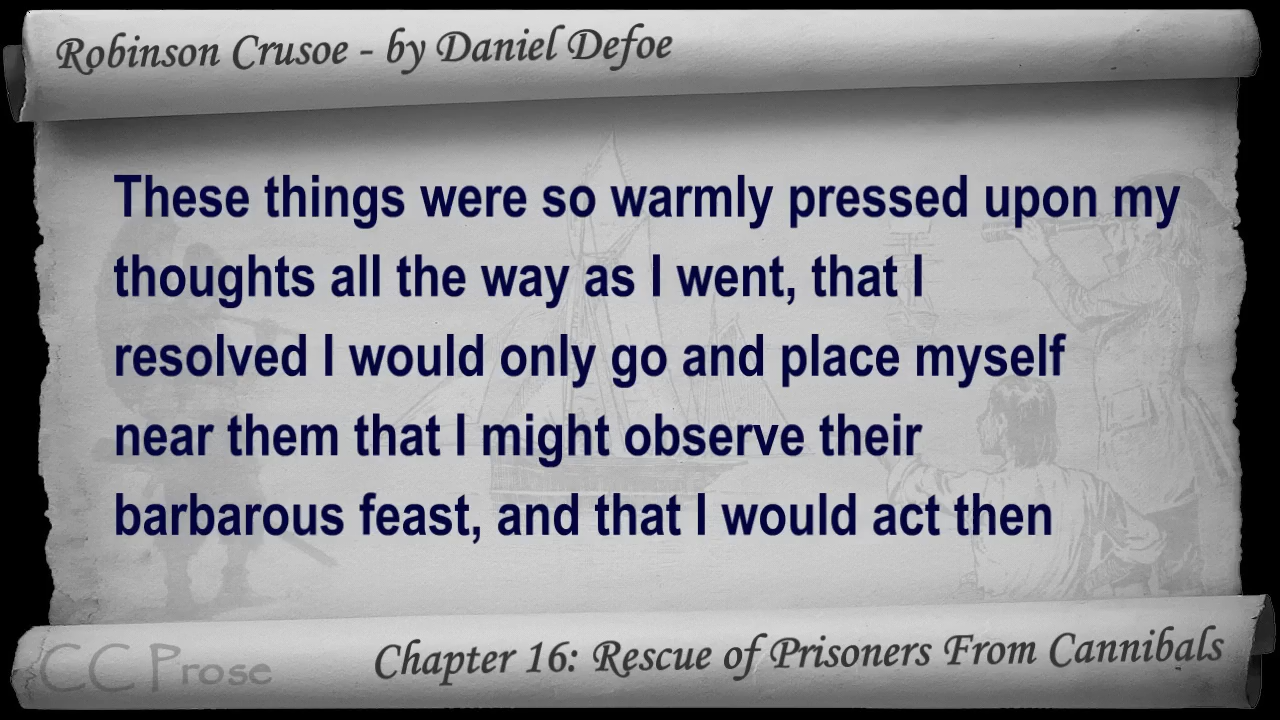 Robinson Crusoe - by Daniel Defoe
These things were so warmly pressed upon my
thoughts all the way as I went, that I
resolved I would only go and place myself
near them that I might observe their
barbarous feast, and that I would act then
CC Prose
Chapter 16: Rescue of Prisoners From Cannibals